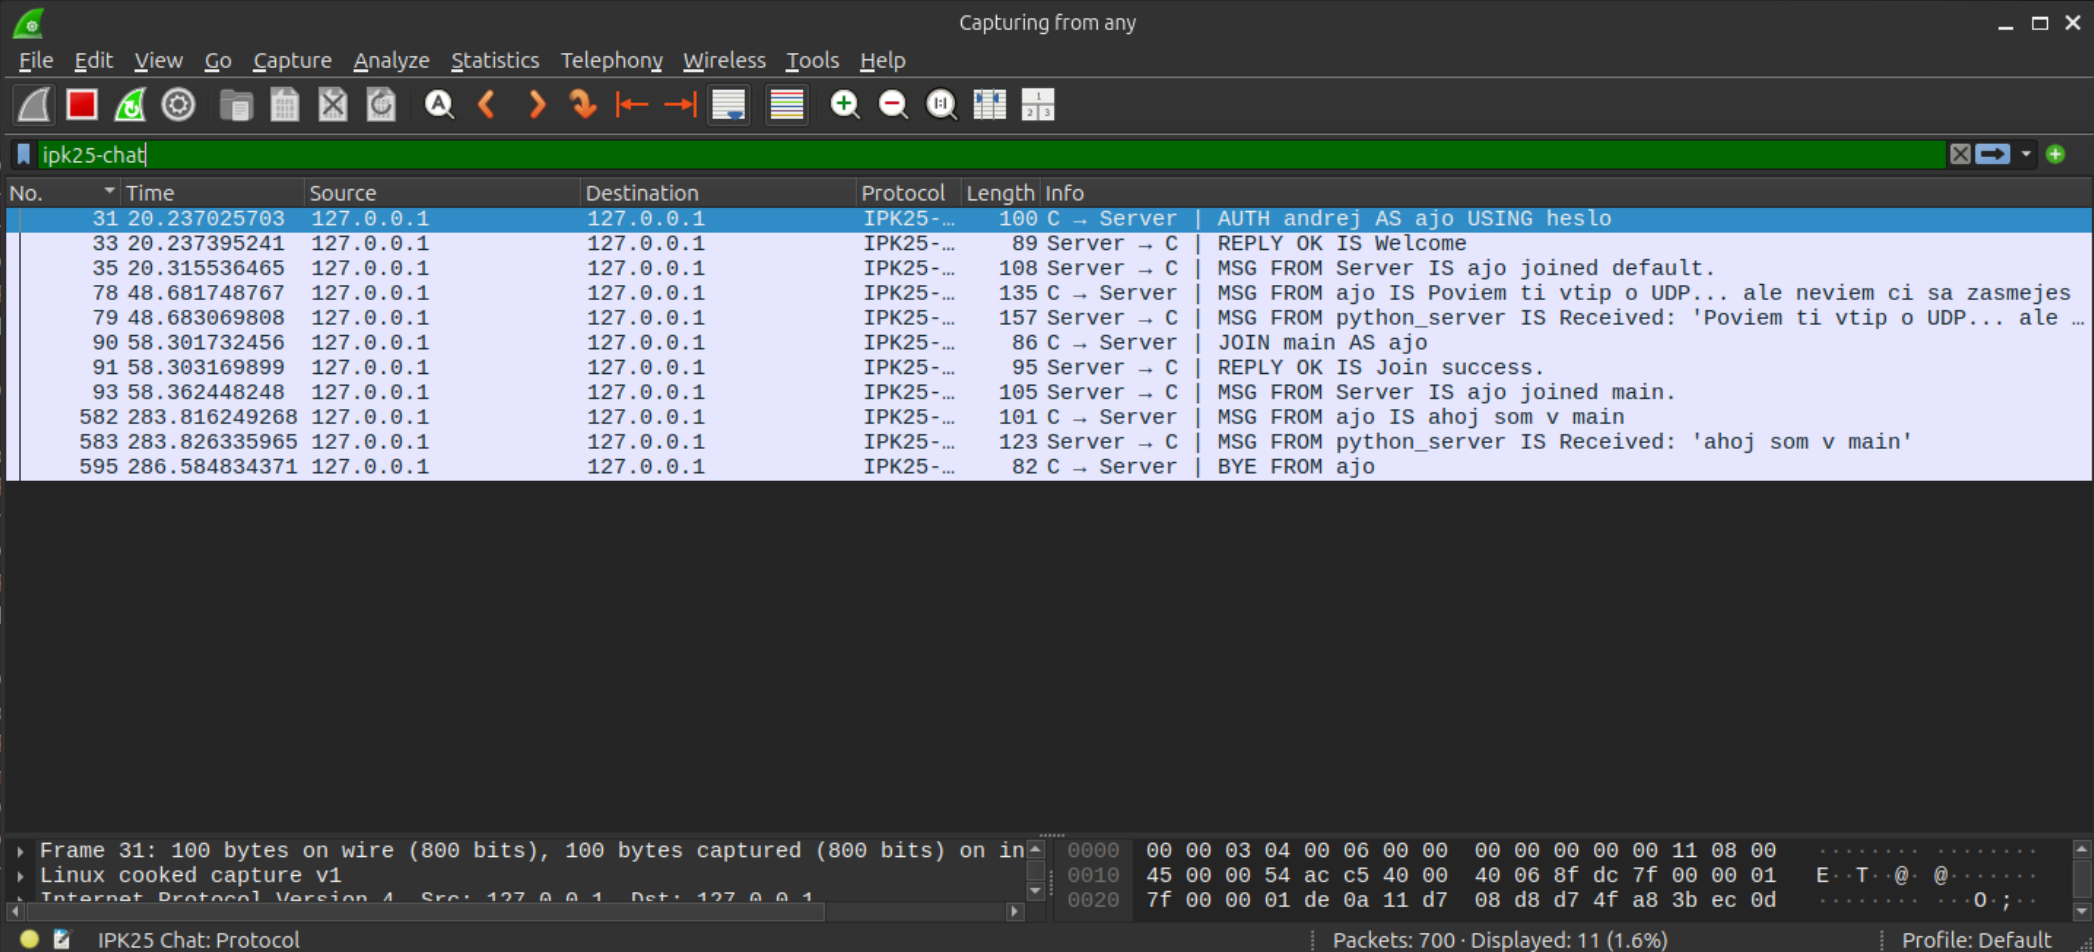 Capturing from any
File Edit View Go Capture Analyze Statistics Telephony Wireless Tools Help
ipk25-chat
No. Time Source Destination Protocol Length Info
31 20.237025703 127.0.0.1 127.0.0.1 IPK25-… 100 C → Server | AUTH andrej AS ajo USING heslo
33 20.237395241 127.0.0.1 127.0.0.1 IPK25-… 89 Server → C | REPLY OK IS Welcome
35 20.315536465 127.0.0.1 127.0.0.1 IPK25-… 108 Server → C | MSG FROM Server IS ajo joined default.
78 48.681748767 127.0.0.1 127.0.0.1 IPK25-… 135 C → Server | MSG FROM ajo IS Poviem ti vtip o UDP... ale neviem ci sa zasmejes
79 48.683069808 127.0.0.1 127.0.0.1 IPK25-… 157 Server → C | MSG FROM python_server IS Received: 'Poviem ti vtip o UDP... ale …
90 58.301732456 127.0.0.1 127.0.0.1 IPK25-… 86 C → Server | JOIN main AS ajo
91 58.303169899 127.0.0.1 127.0.0.1 IPK25-… 95 Server → C | REPLY OK IS Join success.
93 58.362448248 127.0.0.1 127.0.0.1 IPK25-… 105 Server → C | MSG FROM Server IS ajo joined main.
582 283.816249268 127.0.0.1 127.0.0.1 IPK25-… 101 C → Server | MSG FROM ajo IS ahoj som v main
583 283.826335965 127.0.0.1 127.0.0.1 IPK25-… 123 Server → C | MSG FROM python_server IS Received: 'ahoj som v main'
595 286.584834371 127.0.0.1 127.0.0.1 IPK25-… 82 C → Server | BYE FROM ajo
Frame 31: 100 bytes on wire (800 bits), 100 bytes captured (800 bits) on in
Linux cooked capture v1
Internet Protocol Version 4, Src: 127.0.0.1, Dst: 127.0.0.1
0000 00 00 03 04 00 06 00 00 00 00 00 00 00 11 08 00 ········ ········
0010 45 00 00 54 ac c5 40 00 40 06 8f dc 7f 00 00 01 E··T··@· @·······
0020 7f 00 00 01 de 0a 11 d7 08 d8 d7 4f a8 3b ec 0d ········ ···O·;··
IPK25 Chat: Protocol
Packets: 700 · Displayed: 11 (1.6%)
Profile: Default